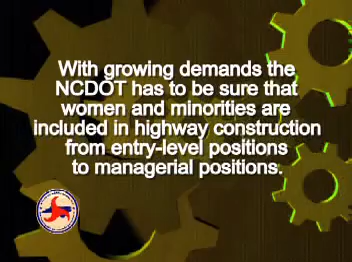 With growing demands the
NCDOT has to be sure that
women and minorities are
included in highway construction
from entry-level positions
to managerial positions.